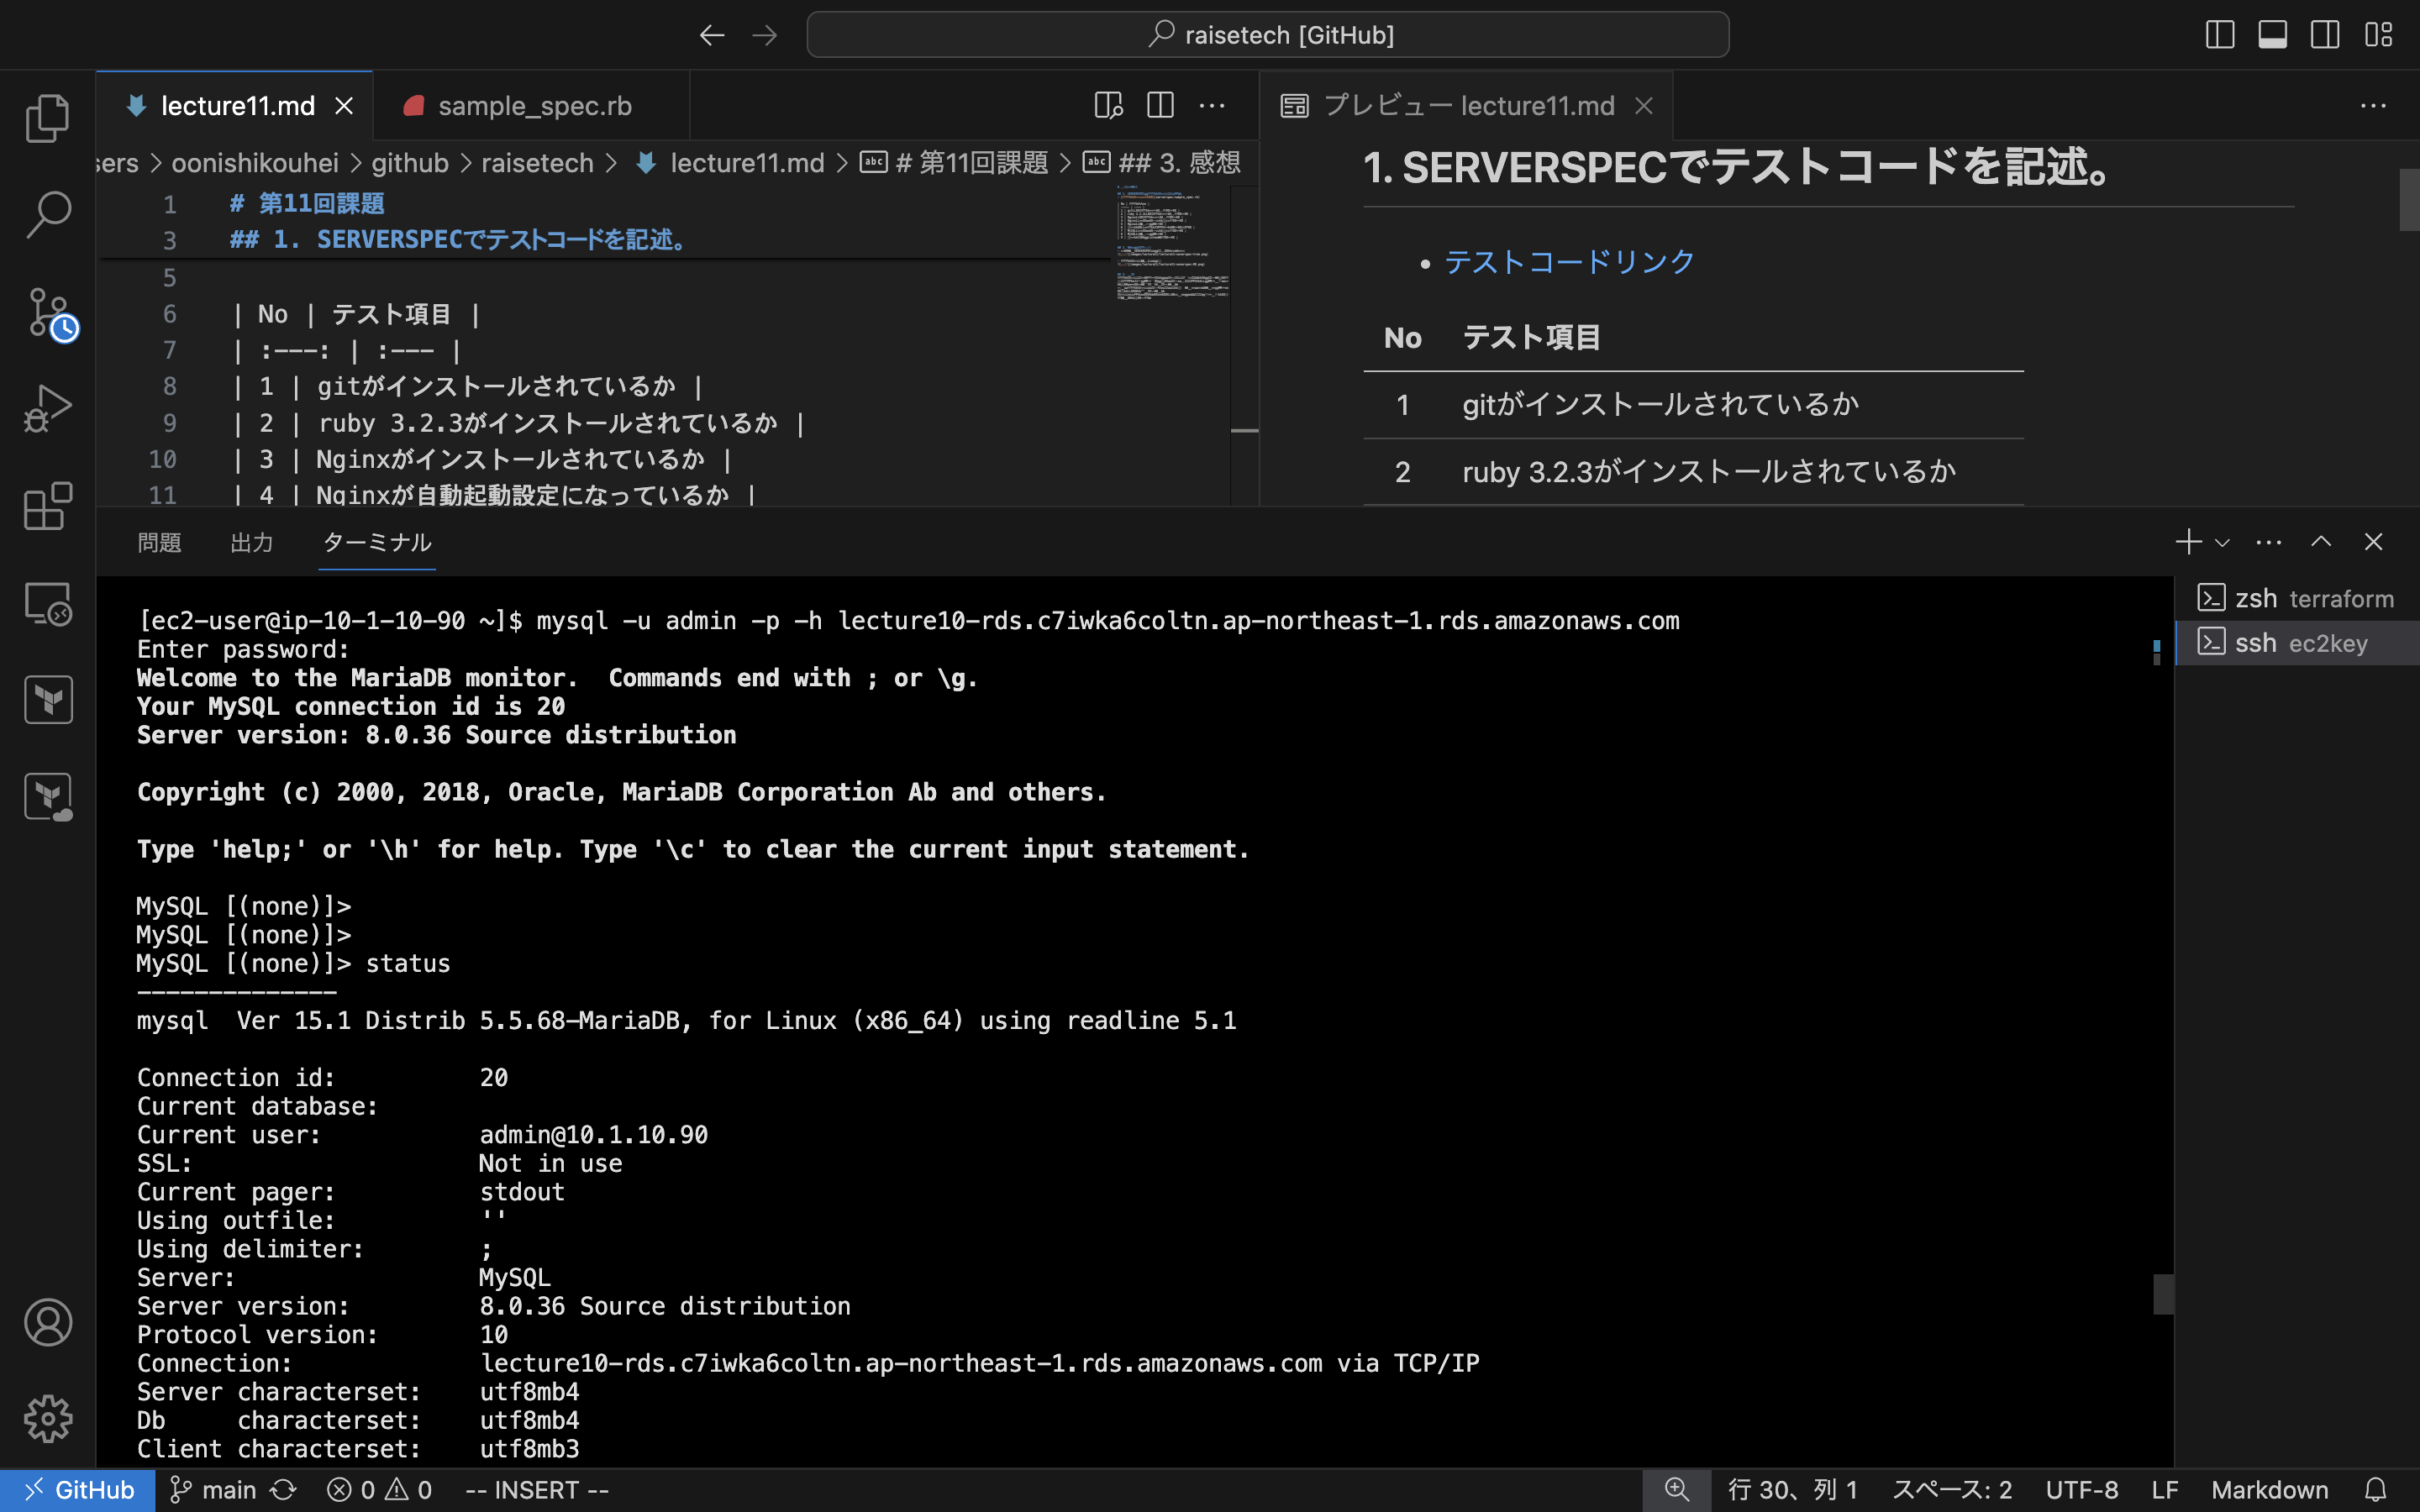 raisetech [GitHub]
lecture11.md
sample_spec.rb
sers > oonishikouhei > github > raisetech > lecture11.md > # 第11回課題 > ## 3. 感想
1 # 第11回課題
3 ## 1. SERVERSPECでテストコードを記述。
5
6 | No | テスト項目 |
7 | :---: | :--- |
8 | 1 | gitがインストールされているか |
9 | 2 | ruby 3.2.3がインストールされているか |
10 | 3 | Nginxがインストールされているか |
11 | 4 | Nginxが自動起動設定になっているか |
プレビュー lecture11.md
1. SERVERSPECでテストコードを記述。
• テストコードリンク
No テスト項目
1 gitがインストールされているか
2 ruby 3.2.3がインストールされているか
問題 出力 ターミナル
[ec2-user@ip-10-1-10-90 ~]$ mysql -u admin -p -h lecture10-rds.c7iwka6coltn.ap-northeast-1.rds.amazonaws.com
Enter password:
Welcome to the MariaDB monitor.  Commands end with ; or \g.
Your MySQL connection id is 20
Server version: 8.0.36 Source distribution
Copyright (c) 2000, 2018, Oracle, MariaDB Corporation Ab and others.
Type 'help;' or '\h' for help. Type '\c' to clear the current input statement.
MySQL [(none)]>
MySQL [(none)]>
MySQL [(none)]> status
--------------
mysql  Ver 15.1 Distrib 5.5.68-MariaDB, for Linux (x86_64) using readline 5.1
Connection id: 20
Current database:
Current user: admin@10.1.10.90
SSL: Not in use
Current pager: stdout
Using outfile: ''
Using delimiter: ;
Server: MySQL
Server version: 8.0.36 Source distribution
Protocol version: 10
Connection: lecture10-rds.c7iwka6coltn.ap-northeast-1.rds.amazonaws.com via TCP/IP
Server characterset: utf8mb4
Db     characterset: utf8mb4
Client characterset: utf8mb3
zsh terraform
ssh ec2key
GitHub main 0 0 -- INSERT -- 行 30、列 1 スペース: 2 UTF-8 LF Markdown